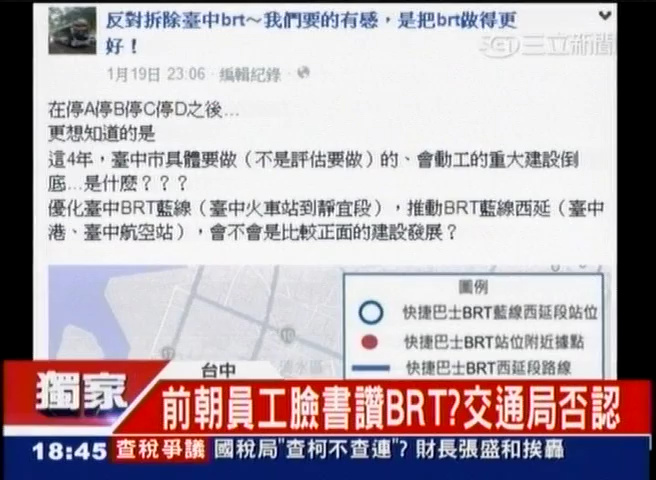 反對拆除臺中brt～我們要的有感，是把brt做得更
好！
SET 三立新聞
1月19日 23:06 · 編輯紀錄 ·
在停A停B停C停D之後...
更想知道的是
這4年，臺中市具體要做（不是評估要做）的、會動工的重大建設到
底...是什麼？？？
優化臺中BRT藍線（臺中火車站到靜宜段），推動BRT藍線西延（臺中
港、臺中航空站），會不會是比較正面的建設發展？
圖例
快捷巴士BRT藍線西延段站位
快捷巴士BRT站位附近據點
快捷巴士BRT西延段路線
台中
清水區
獨家
前朝員工臉書讚BRT?交通局否認
18:45 查稅爭議 國稅局"查柯不查連"? 財長張盛和挨轟